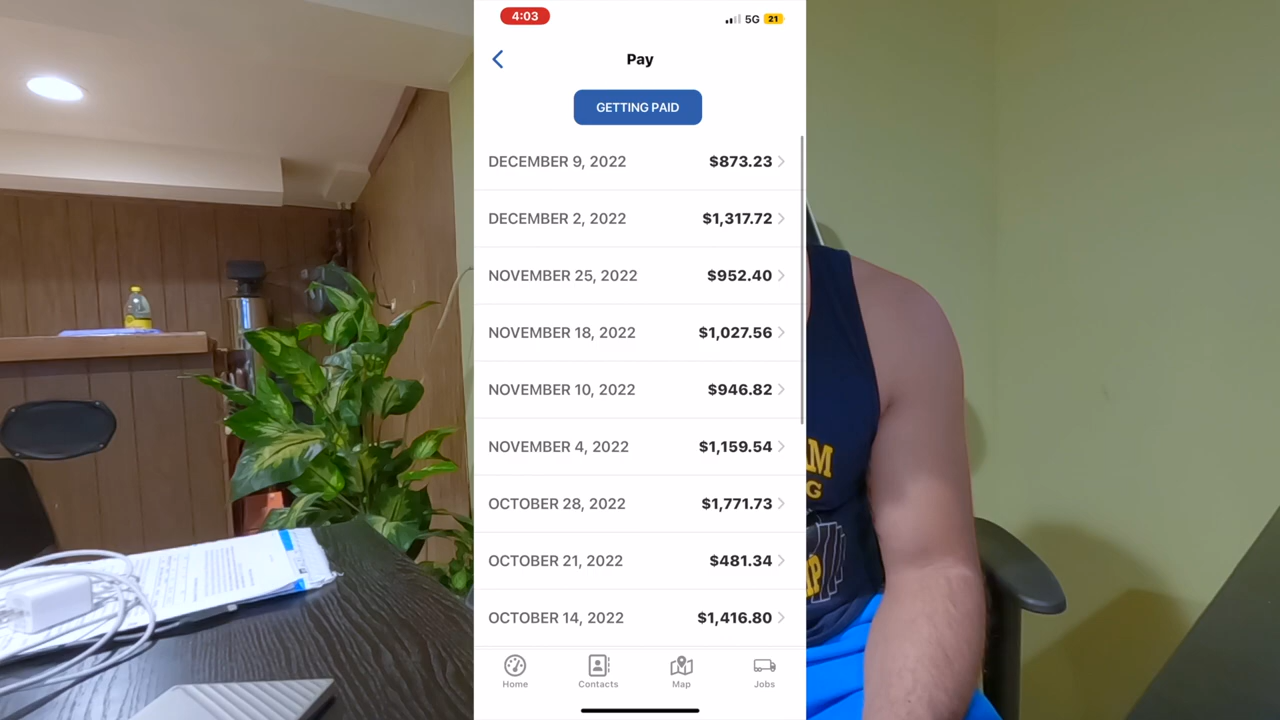 4:03
5G 21
Pay
GETTING PAID
DECEMBER 9, 2022 $873.23
DECEMBER 2, 2022 $1,317.72
NOVEMBER 25, 2022 $952.40
NOVEMBER 18, 2022 $1,027.56
NOVEMBER 10, 2022 $946.82
NOVEMBER 4, 2022 $1,159.54
OCTOBER 28, 2022 $1,771.73
OCTOBER 21, 2022 $481.34
OCTOBER 14, 2022 $1,416.80
Home Contacts Map Jobs